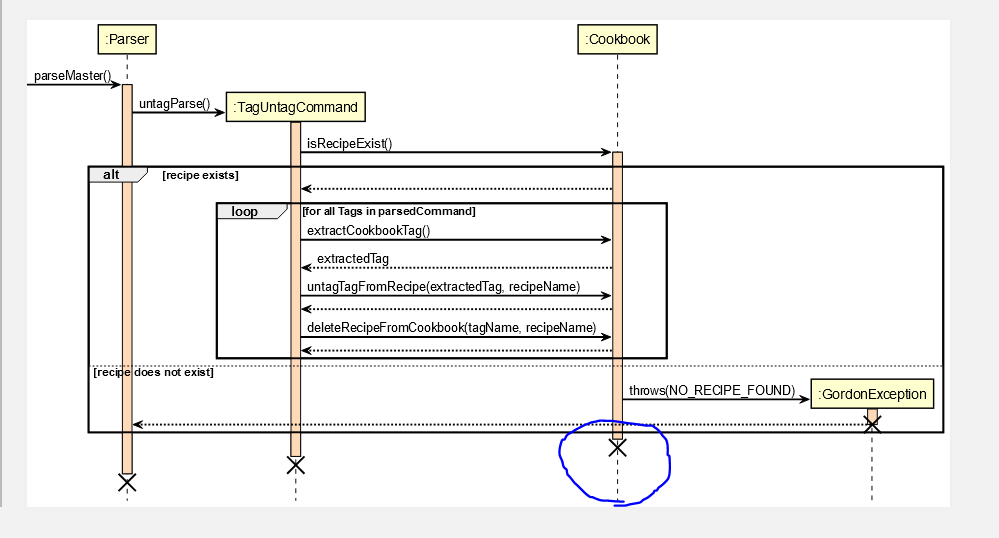 :Parser
:Cookbook
parseMaster()
untagParse()
:TagUntagCommand
isRecipeExist()
alt
[recipe exists]
loop
[for all Tags in parsedCommand]
extractCookbookTag()
extractedTag
untagTagFromRecipe(extractedTag, recipeName)
deleteRecipeFromCookbook(tagName, recipeName)
[recipe does not exist]
throws(NO_RECIPE_FOUND)
:GordonException